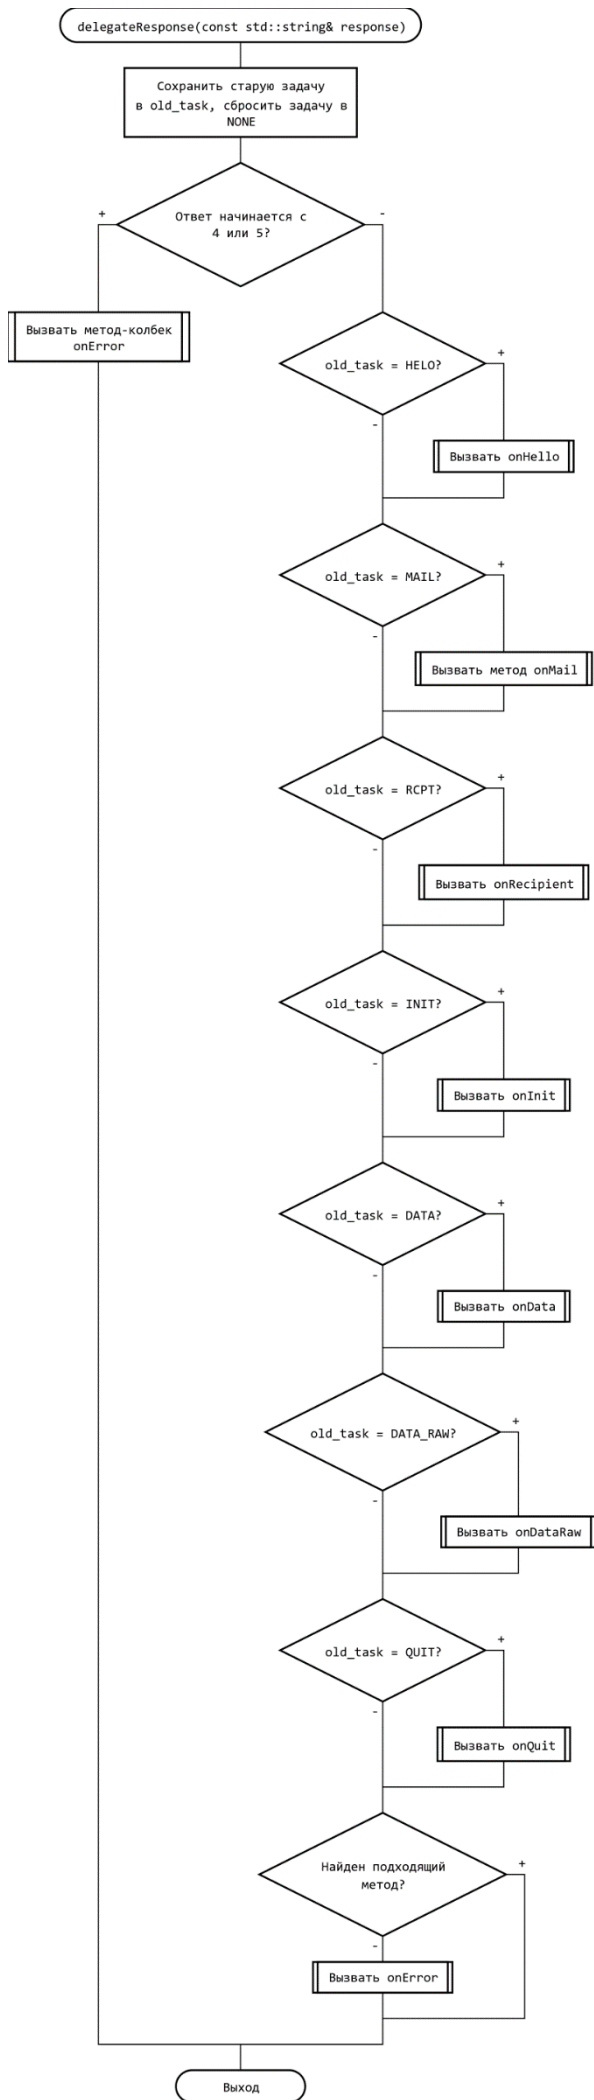 delegateResponse(const std::string& response)
Сохранить старую задачу
в old_task, сбросить задачу в
NONE
+
-
Ответ начинается с
4 или 5?
Вызвать метод-колбек
onError
+
old_task = HELO?
-
Вызвать onHello
+
old_task = MAIL?
-
Вызвать метод onMail
+
old_task = RCPT?
-
Вызвать onRecipient
+
old_task = INIT?
-
Вызвать onInit
+
old_task = DATA?
-
Вызвать onData
+
old_task = DATA_RAW?
-
Вызвать onDataRaw
+
old_task = QUIT?
-
Вызвать onQuit
+
Найден подходящий
метод?
-
Вызвать onError
Выход